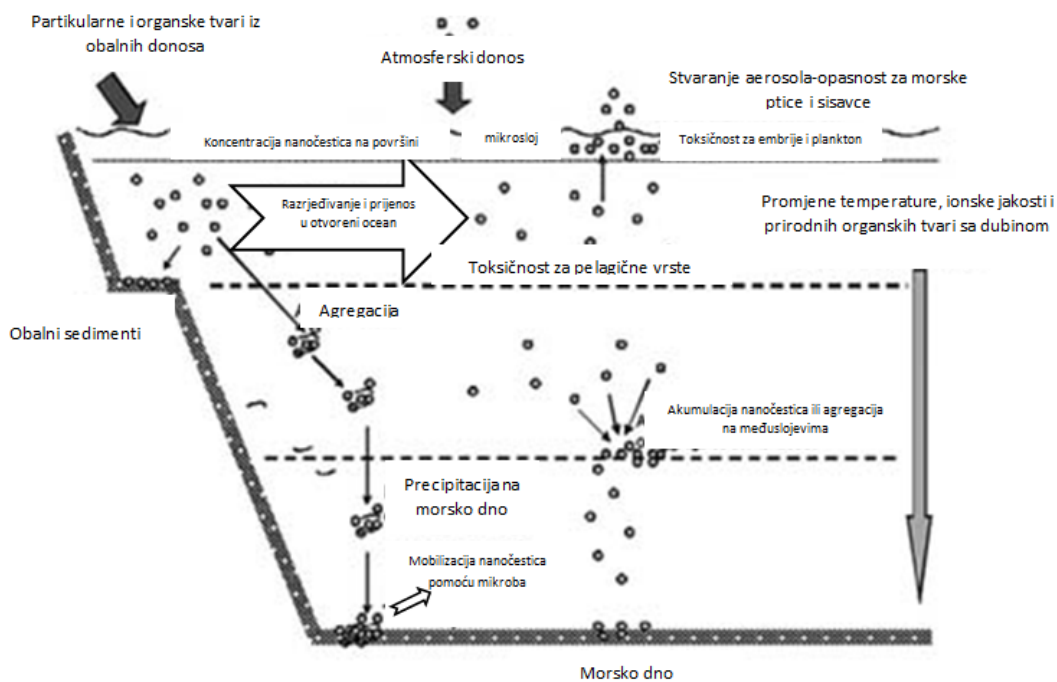 Partikularne i organske tvari iz
obalnih donosa
Atmosferski donos
Stvaranje aerosola-opasnost za morske
ptice i sisavce
Koncentracija nanočestica na površini
mikrosloj
Toksičnost za embrije i plankton
Razrjeđivanje i prijenos
u otvoreni ocean
Promjene temperature, ionske jakosti i
prirodnih organskih tvari sa dubinom
Toksičnost za pelagične vrste
Agregacija
Obalni sedimenti
Akumulacija nanočestica ili agregacija
na međuslojevima
Precipitacija na
morsko dno
Mobilizacija nanočestica
pomoću mikroba
Morsko dno